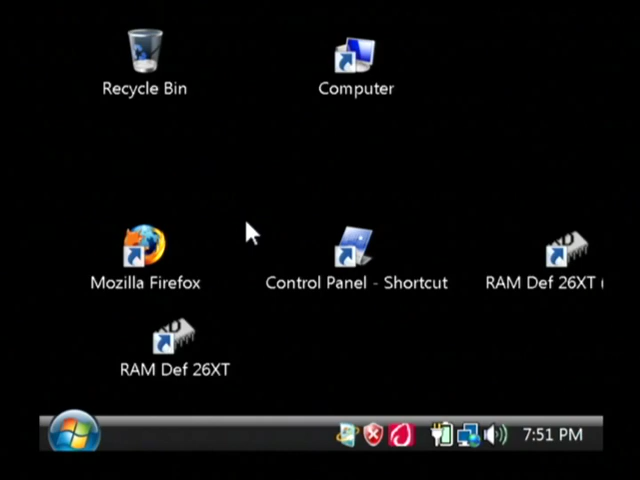 Recycle Bin
Computer
Mozilla Firefox
Control Panel - Shortcut
RAM Def 26XT (
RAM Def 26XT
7:51 PM